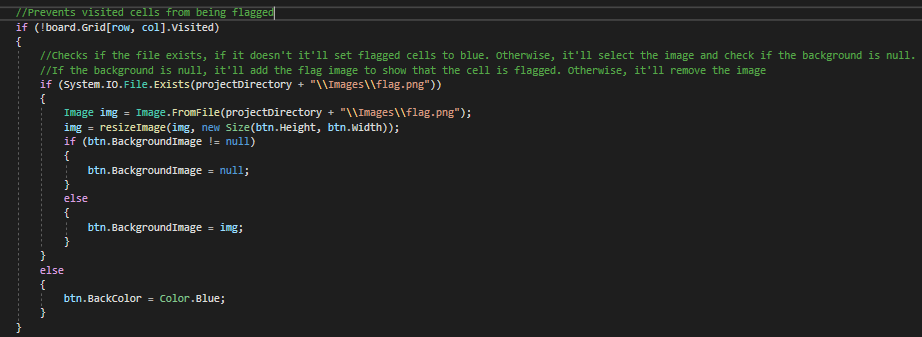 //Prevents visited cells from being flagged
if (!board.Grid[row, col].Visited)
{
//Checks if the file exists, if it doesn't it'll set flagged cells to blue. Otherwise, it'll select the image and check if the background is null.
//If the background is null, it'll add the flag image to show that the cell is flagged. Otherwise, it'll remove the image
if (System.IO.File.Exists(projectDirectory + "\\Images\\flag.png"))
{
Image img = Image.FromFile(projectDirectory + "\\Images\\flag.png");
img = resizeImage(img, new Size(btn.Height, btn.Width));
if (btn.BackgroundImage != null)
{
btn.BackgroundImage = null;
}
else
{
btn.BackgroundImage = img;
}
}
else
{
btn.BackColor = Color.Blue;
}
}